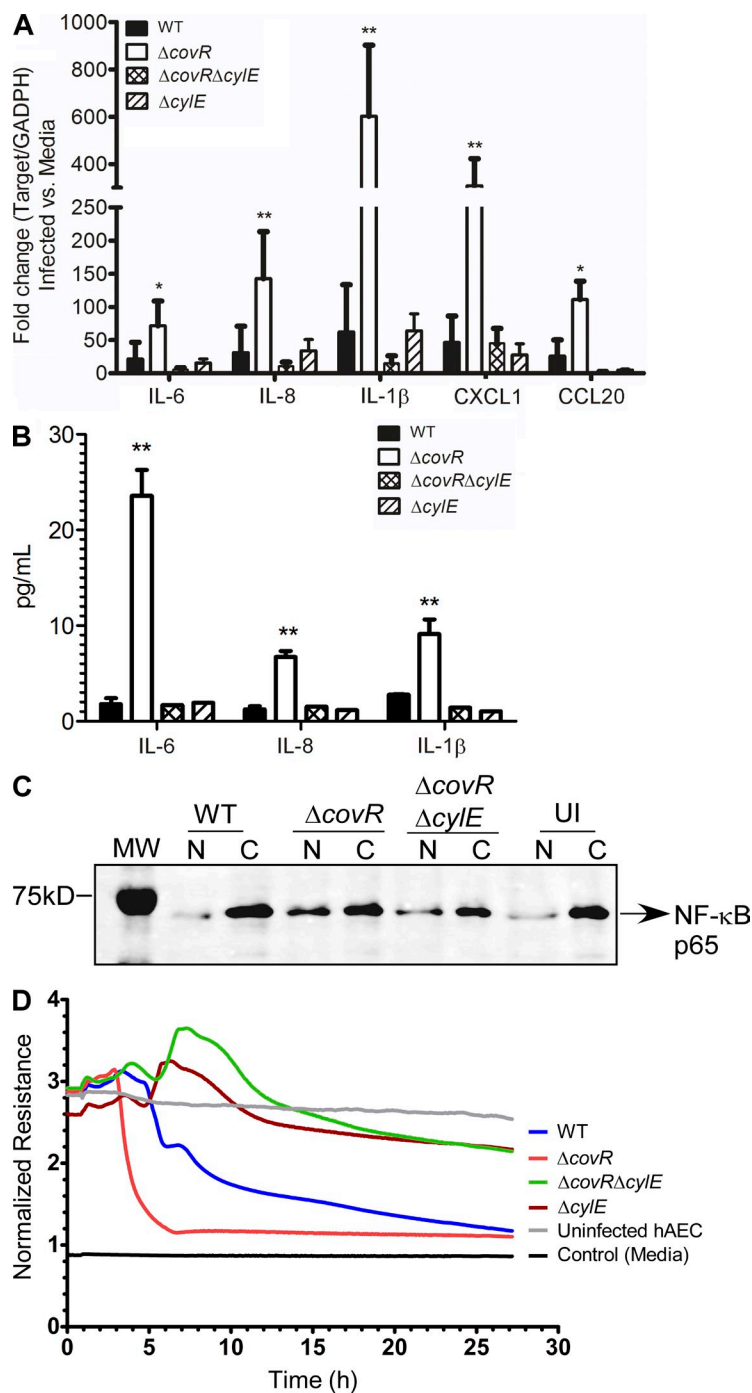 A
WT
ΔcovR
ΔcovRΔcylE
ΔcylE
Fold change (Target/GADPH)
Infected vs. Media
1000
800
600
400
250
200
150
100
50
0
**
**
**
*
*
IL-6
IL-8
IL-1β
CXCL1
CCL20
B
WT
ΔcovR
ΔcovRΔcylE
ΔcylE
pg/mL
30
20
10
0
**
**
**
IL-6
IL-8
IL-1β
C
ΔcovR
WT ΔcovR ΔcylE UI
MW N C N C N C N C
75kD
NF-κB
p65
D
Normalized Resistance
4
3
2
1
0
WT
ΔcovR
ΔcovRΔcylE
ΔcylE
Uninfected hAEC
Control (Media)
0 5 10 15 20 25 30
Time (h)